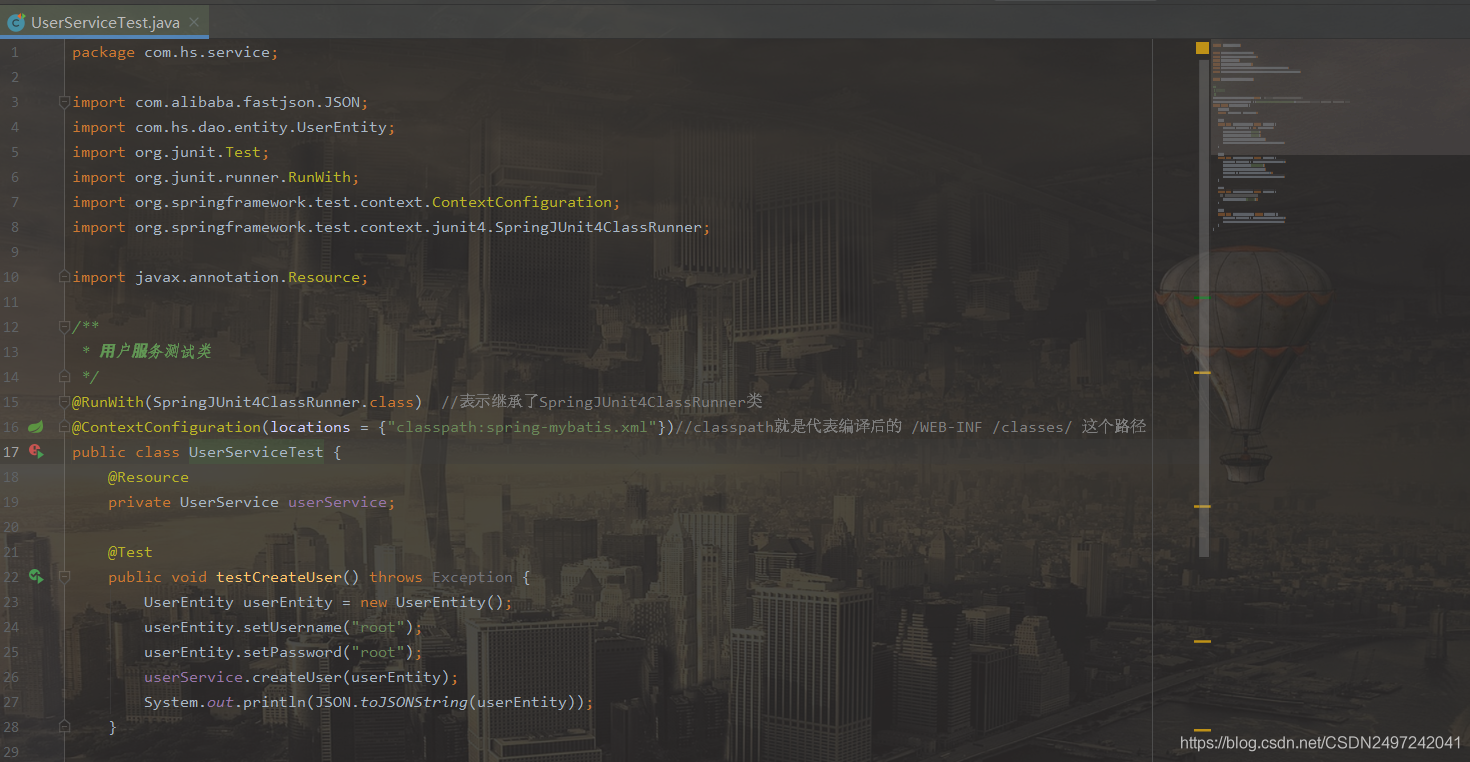 UserServiceTest.java
1 package com.hs.service;
2
3 import com.alibaba.fastjson.JSON;
4 import com.hs.dao.entity.UserEntity;
5 import org.junit.Test;
6 import org.junit.runner.RunWith;
7 import org.springframework.test.context.ContextConfiguration;
8 import org.springframework.test.context.junit4.SpringJUnit4ClassRunner;
9
10 import javax.annotation.Resource;
11
12 /**
13  * 用户服务测试类
14  */
15 @RunWith(SpringJUnit4ClassRunner.class)  //表示继承了SpringJUnit4ClassRunner类
16 @ContextConfiguration(locations = {"classpath:spring-mybatis.xml"})//classpath就是代表编译后的 /WEB-INF /classes/ 这个路径
17 public class UserServiceTest {
18     @Resource
19     private UserService userService;
20
21     @Test
22     public void testCreateUser() throws Exception {
23         UserEntity userEntity = new UserEntity();
24         userEntity.setUsername("root");
25         userEntity.setPassword("root");
26         userService.createUser(userEntity);
27         System.out.println(JSON.toJSONString(userEntity));
28     }
29
https://blog.csdn.net/CSDN2497242041